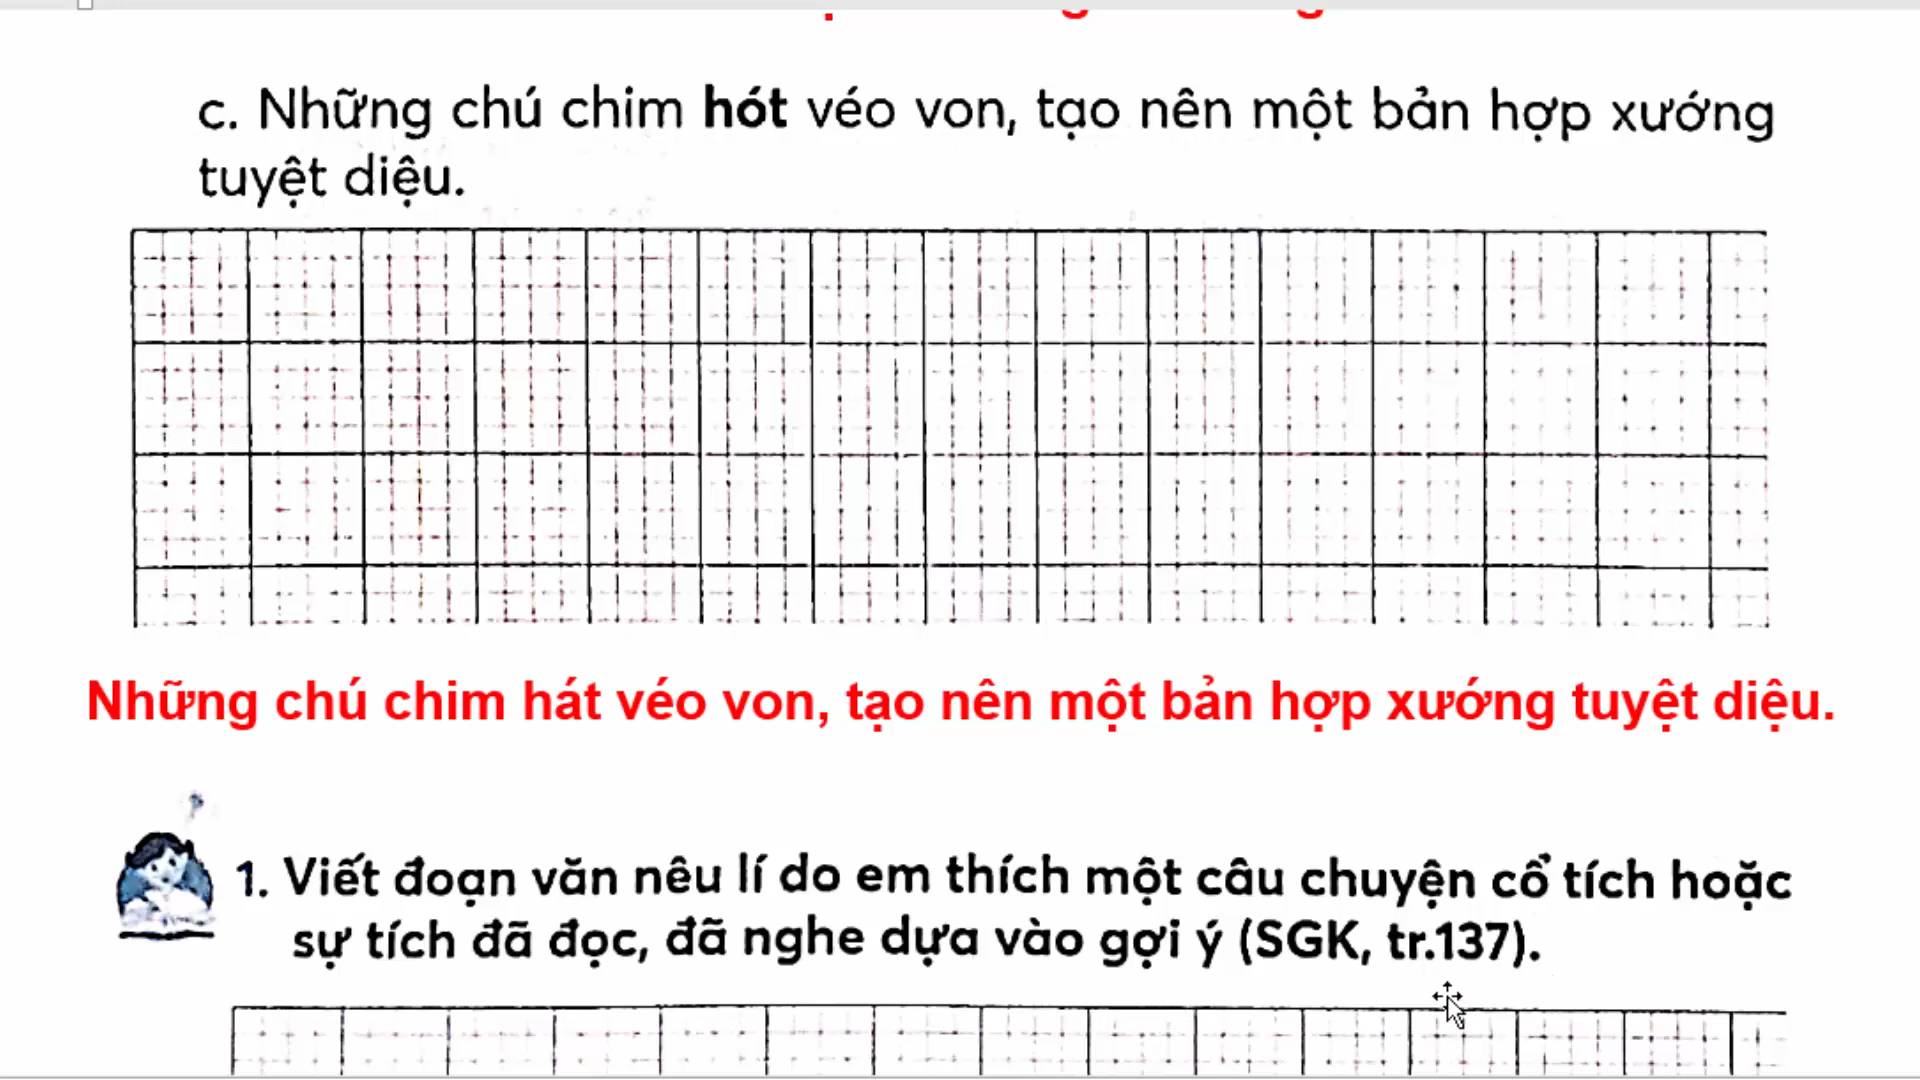 c. Những chú chim hót véo von, tạo nên một bản hợp xướng
tuyệt diệu.
Những chú chim hát véo von, tạo nên một bản hợp xướng tuyệt diệu.
1. Viết đoạn văn nêu lí do em thích một câu chuyện cổ tích hoặc
sự tích đã đọc, đã nghe dựa vào gợi ý (SGK, tr.137).